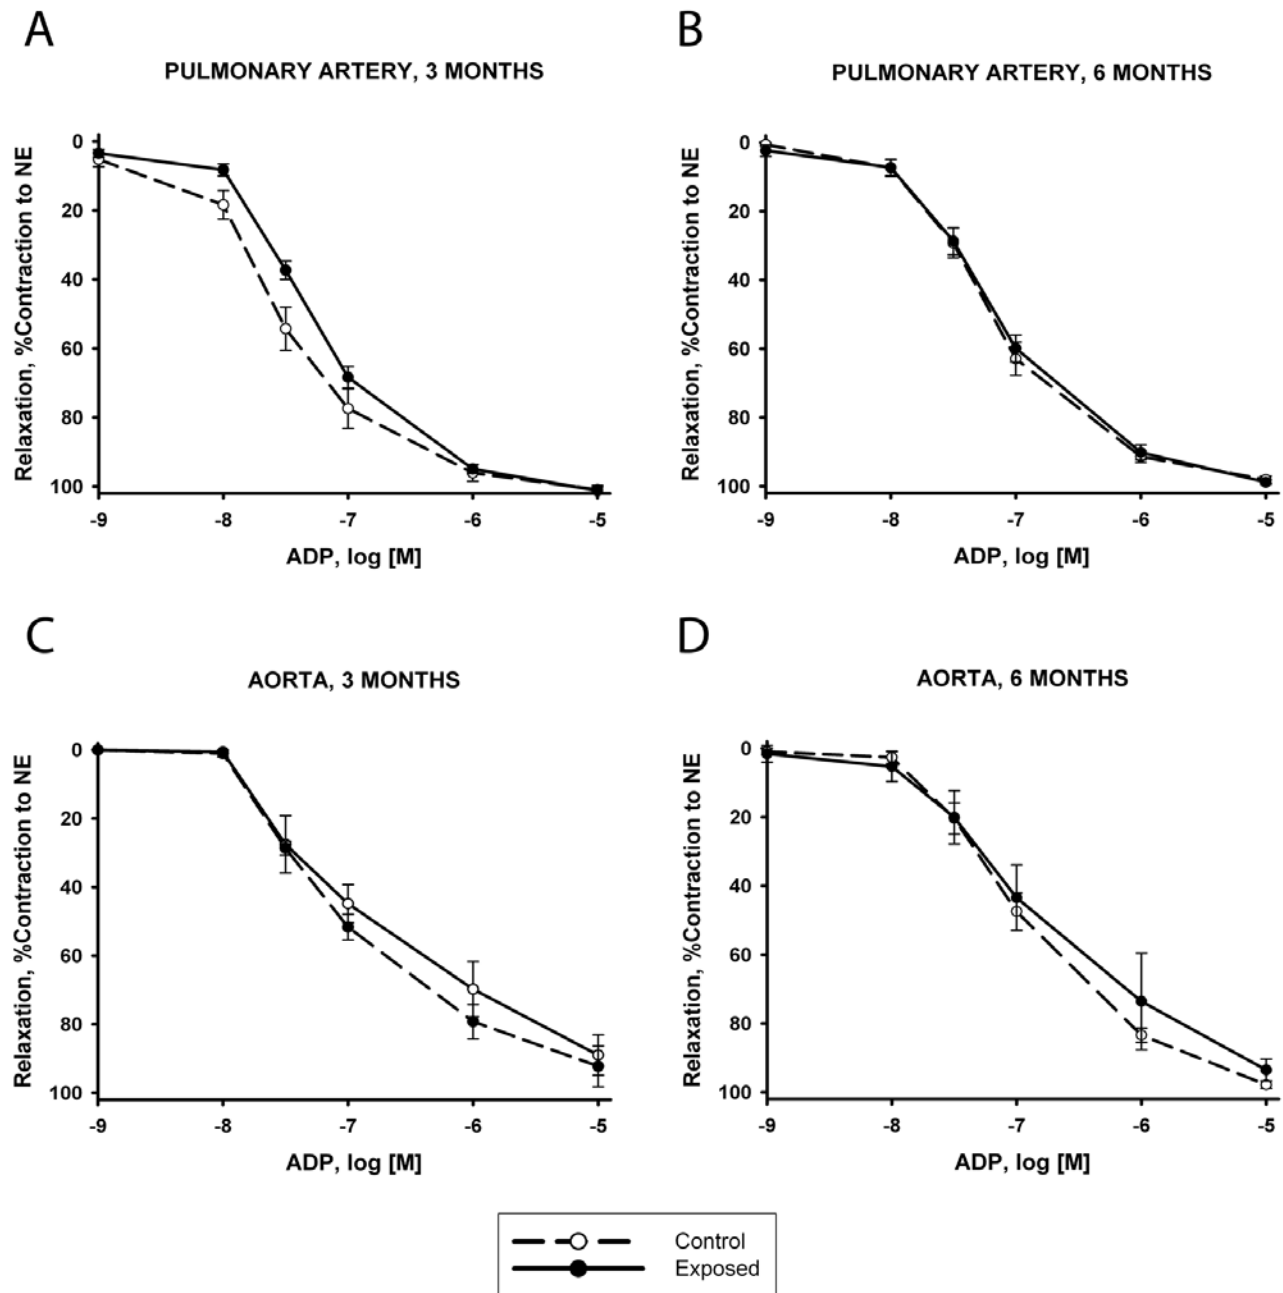 A
PULMONARY ARTERY, 3 MONTHS
Relaxation, %Contraction to NE
0
20
40
60
80
100
-9
-8
-7
-6
-5
ADP, log [M]
B
PULMONARY ARTERY, 6 MONTHS
Relaxation, %Contraction to NE
0
20
40
60
80
100
-9
-8
-7
-6
-5
ADP, log [M]
C
AORTA, 3 MONTHS
Relaxation, %Contraction to NE
0
20
40
60
80
100
-9
-8
-7
-6
-5
ADP, log [M]
D
AORTA, 6 MONTHS
Relaxation, %Contraction to NE
0
20
40
60
80
100
-9
-8
-7
-6
-5
ADP, log [M]
Control
Exposed